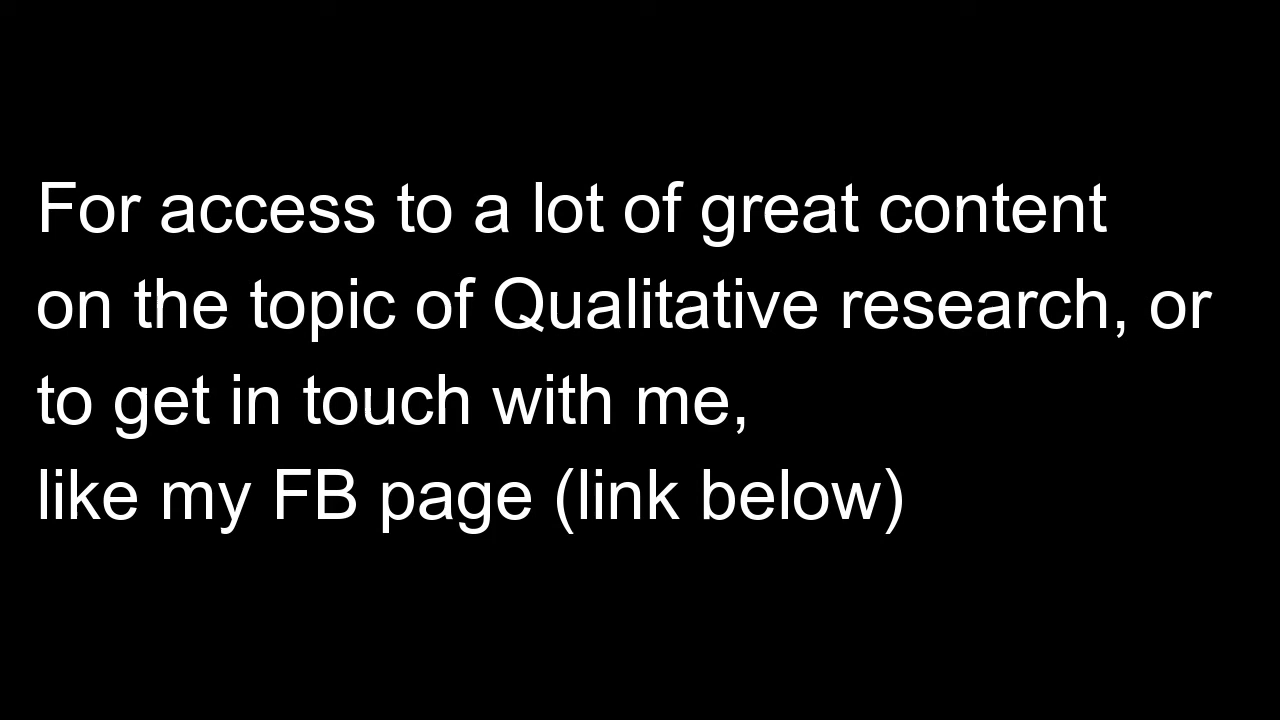 For access to a lot of great content
on the topic of Qualitative research, or
to get in touch with me,
like my FB page (link below)